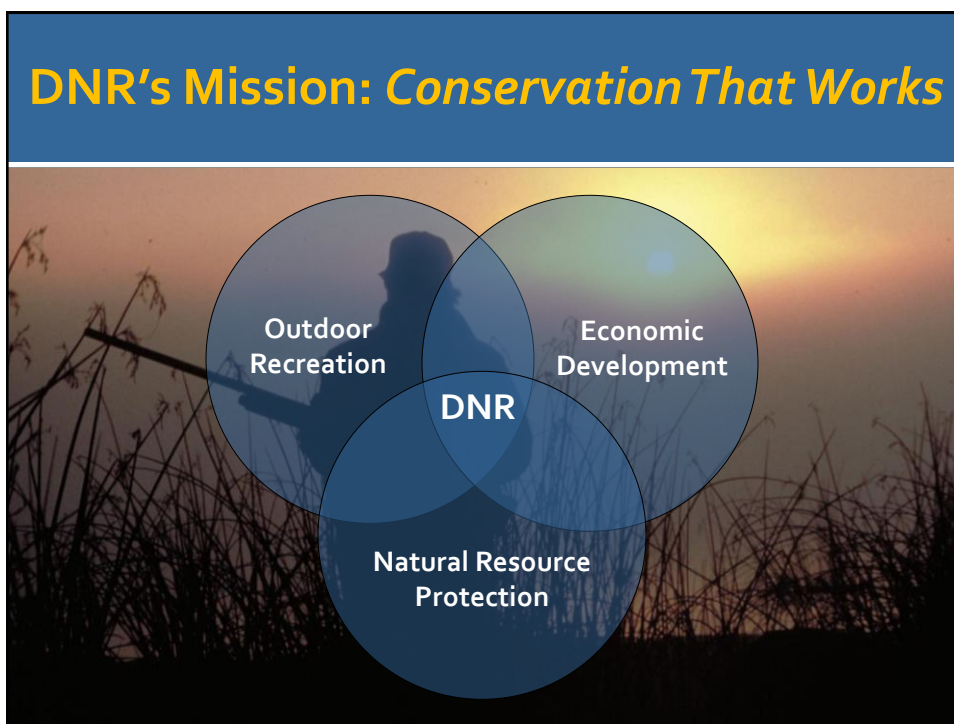 DNR’s Mission: Conservation That Works
Outdoor
Recreation
Economic
Development
DNR
Natural Resource
Protection